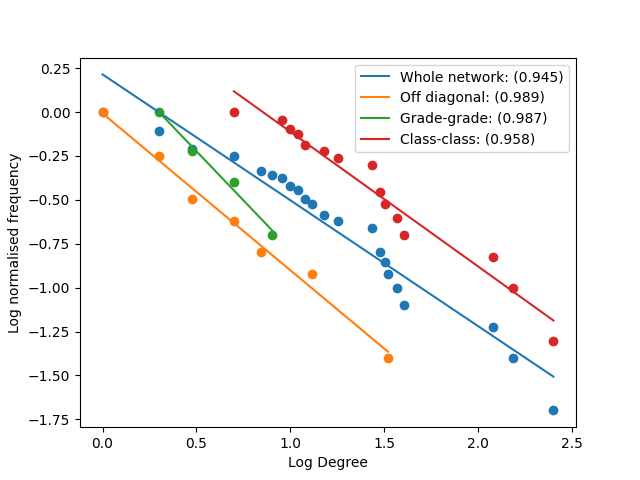 Whole network: (0.945)
Off diagonal: (0.989)
Grade-grade: (0.987)
Class-class: (0.958)
Log normalised frequency
0.25
0.00
−0.25
−0.50
−0.75
−1.00
−1.25
−1.50
−1.75
0.0 0.5 1.0 1.5 2.0 2.5
Log Degree